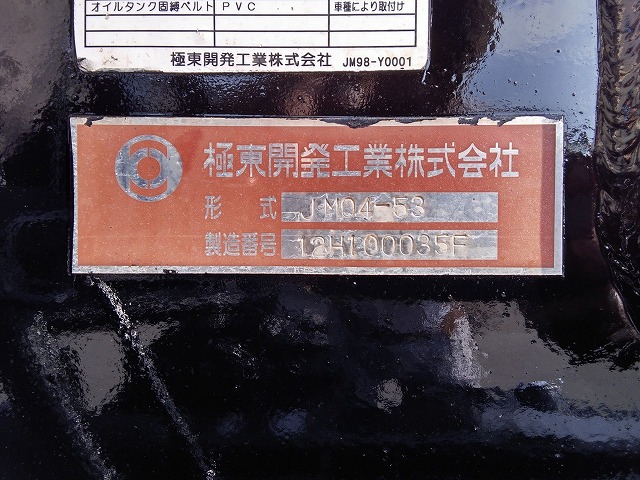 オイルタンク固縛ベルト PVC 車種により取付け
極東開発工業株式会社 JM98-Y0001
極東開発工業株式会社
形式 JM04-53
製造番号 12H100035F